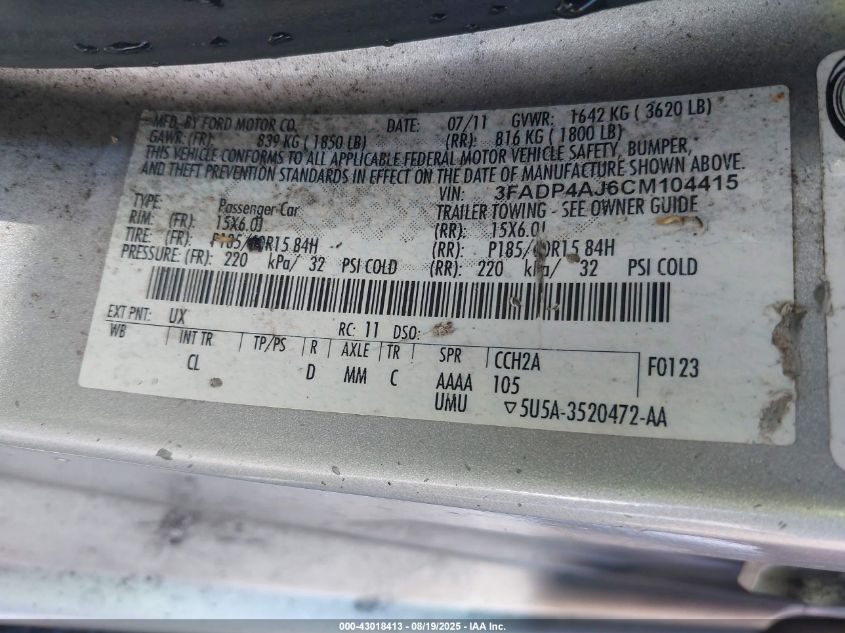 MFD. BY FORD MOTOR CO. DATE: 07/11 GVWR: 1642 KG ( 3620 LB)
GAWR: (FR): 839 KG ( 1850 LB) (RR): 816 KG ( 1800 LB)
THIS VEHICLE CONFORMS TO ALL APPLICABLE FEDERAL MOTOR VEHICLE SAFETY, BUMPER,
AND THEFT PREVENTION STANDARDS IN EFFECT ON THE DATE OF MANUFACTURE SHOWN ABOVE.
VIN: 3FADP4AJ6CM104415
TYPE: Passenger Car TRAILER TOWING - SEE OWNER GUIDE
RIM: (FR): 15X6.0J (RR): 15X6.0J
TIRE: (FR): (RR): 84H
PRESSURE: (FR): 220 kPa/ 32 PSI COLD (RR): 220 kPa/ 32 PSI COLD
EXT PNT: UX RC: 11 DSO:
WB INT TR TP/PS R AXLE TR SPR CCH2A F0123
CL D MM C AAAA 105
UMU ▽5U5A-3520472-AA
000-43018413 - 08/19/2025 - IAA Inc.